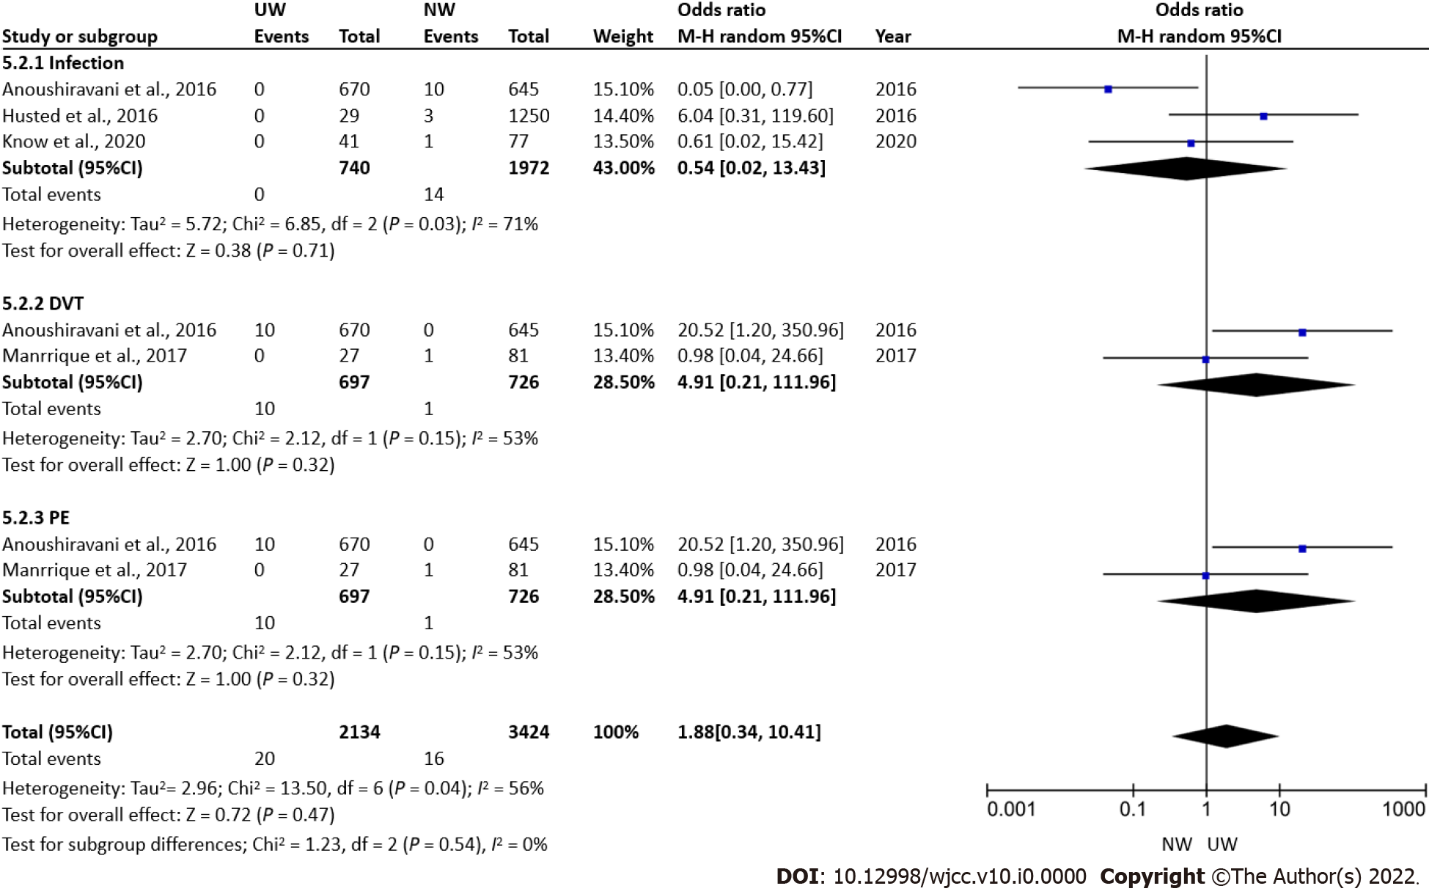 UW NW Odds ratio Odds ratio
Study or subgroup Events Total Events Total Weight M-H random 95%CI Year M-H random 95%CI
5.2.1 Infection
Anoushiravani et al., 2016 0 670 10 645 15.10% 0.05 [0.00, 0.77] 2016
Husted et al., 2016 0 29 3 1250 14.40% 6.04 [0.31, 119.60] 2016
Know et al., 2020 0 41 1 77 13.50% 0.61 [0.02, 15.42] 2020
Subtotal (95%CI) 740 1972 43.00% 0.54 [0.02, 13.43]
Total events 0 14
Heterogeneity: Tau² = 5.72; Chi² = 6.85, df = 2 (P = 0.03); I² = 71%
Test for overall effect: Z = 0.38 (P = 0.71)
5.2.2 DVT
Anoushiravani et al., 2016 10 670 0 645 15.10% 20.52 [1.20, 350.96] 2016
Manrrique et al., 2017 0 27 1 81 13.40% 0.98 [0.04, 24.66] 2017
Subtotal (95%CI) 697 726 28.50% 4.91 [0.21, 111.96]
Total events 10 1
Heterogeneity: Tau² = 2.70; Chi² = 2.12, df = 1 (P = 0.15); I² = 53%
Test for overall effect: Z = 1.00 (P = 0.32)
5.2.3 PE
Anoushiravani et al., 2016 10 670 0 645 15.10% 20.52 [1.20, 350.96] 2016
Manrrique et al., 2017 0 27 1 81 13.40% 0.98 [0.04, 24.66] 2017
Subtotal (95%CI) 697 726 28.50% 4.91 [0.21, 111.96]
Total events 10 1
Heterogeneity: Tau² = 2.70; Chi² = 2.12, df = 1 (P = 0.15); I² = 53%
Test for overall effect: Z = 1.00 (P = 0.32)
Total (95%CI) 2134 3424 100% 1.88[0.34, 10.41]
Total events 20 16
Heterogeneity: Tau²= 2.96; Chi² = 13.50, df = 6 (P = 0.04); I² = 56%
Test for overall effect: Z = 0.72 (P = 0.47)
Test for subgroup differences; Chi² = 1.23, df = 2 (P = 0.54), I² = 0%
0.001 0.1 1 10 1000
NW UW
DOI: 10.12998/wjcc.v10.i0.0000 Copyright ©The Author(s) 2022.